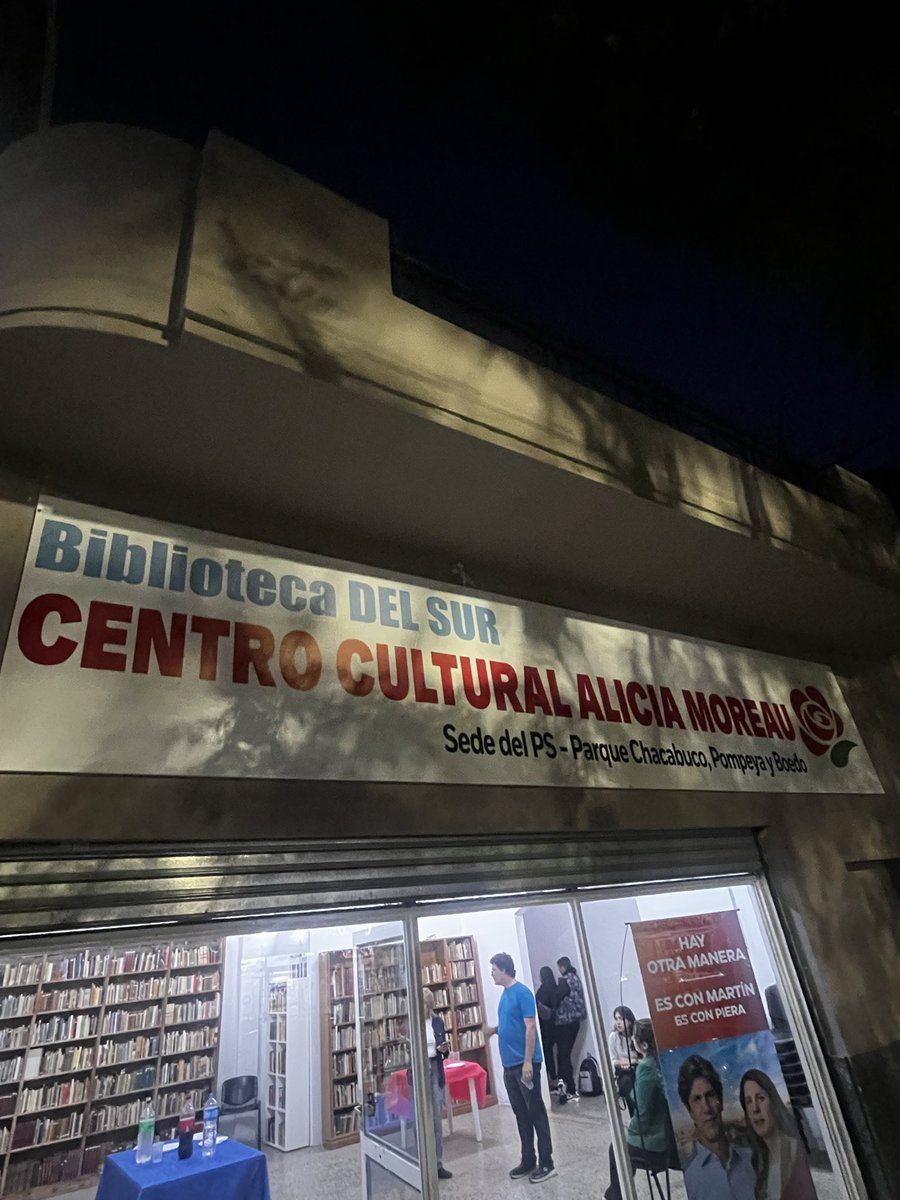 Biblioteca DEL SUR
CENTRO CULTURAL ALICIA MOREAU
Sede del PS - Parque Chacabuco, Pompeya y Boedo
HAY
OTRA MANERA
ES CON MARTÍN
ES CON PIERA